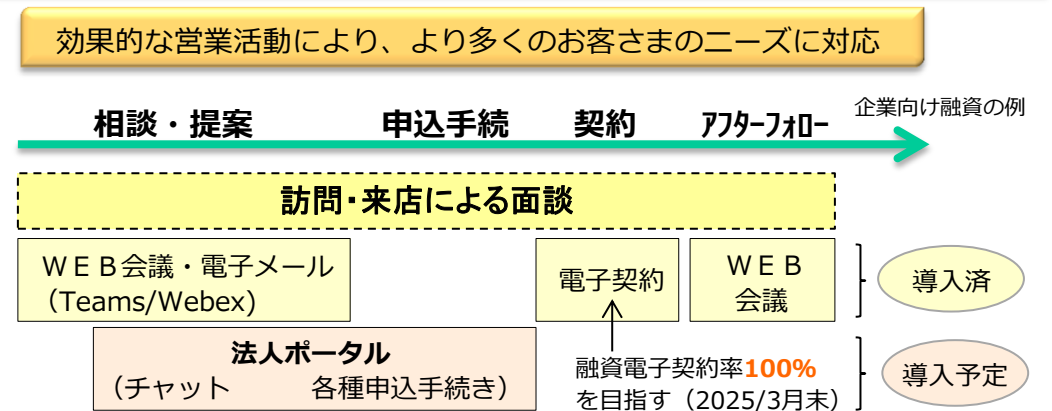 効果的な営業活動により、より多くのお客さまのニーズに対応
企業向け融資の例
相談・提案 申込手続 契約 ｱﾌﾀｰﾌｫﾛｰ
訪問・来店による面談
ＷＥＢ会議・電子メール
（Teams/Webex)
電子契約
ＷＥＢ
会議
導入済
法人ポータル
（チャット 各種申込手続き）
融資電子契約率100%
を目指す（2025/3月末）
導入予定